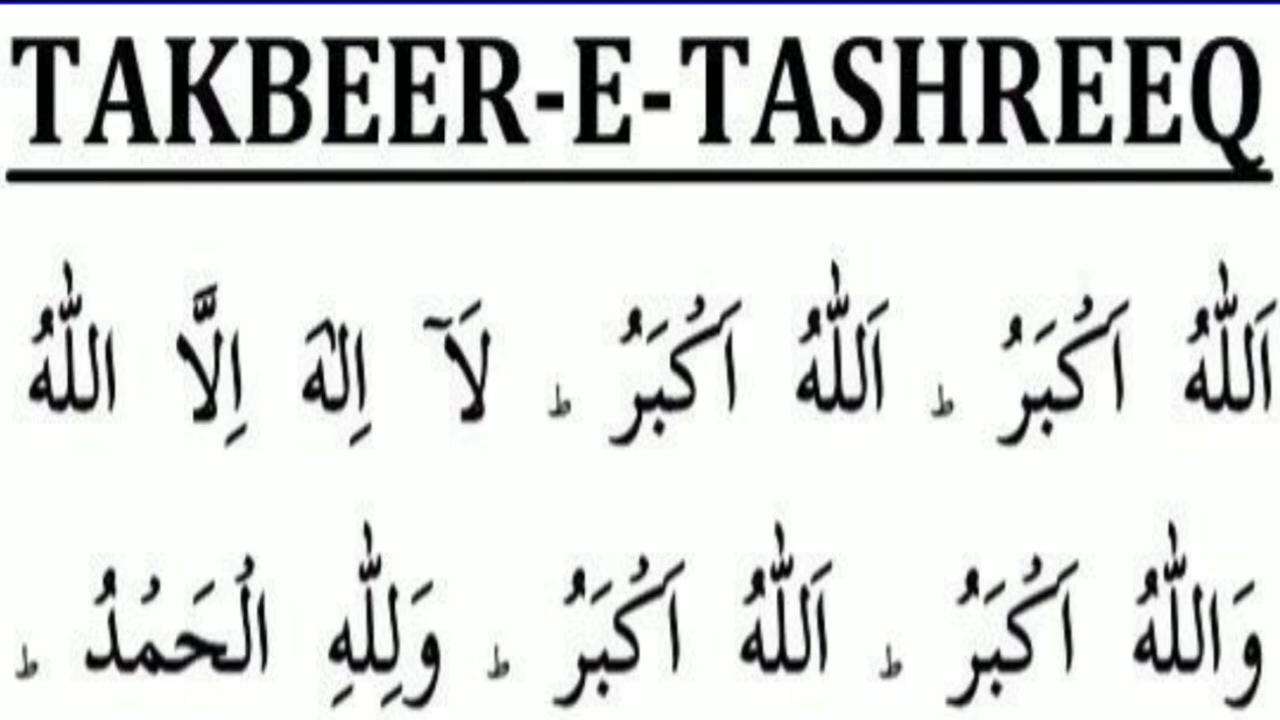 TAKBEER-E-TASHREEQ
اَللّٰهُ اَكْبَرُ ؕ اَللّٰهُ اَكْبَرُ ؕ لَآ اِلٰهَ اِلَّا اللّٰهُ
وَاللّٰهُ اَكْبَرُ ؕ اَللّٰهُ اَكْبَرُ ؕ وَلِلّٰهِ الْحَمْدُ ؕ